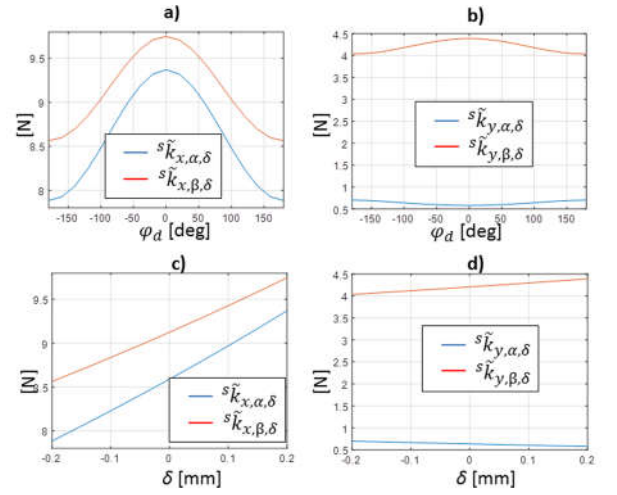 a)
[N]
9.5
9
8.5
8
-150 -100 -50 0 50 100 150
φ_d [deg]
ˢk̃_{x,α,δ}
ˢk̃_{x,β,δ}
b)
[N]
4.5
4
3.5
3
2.5
2
1.5
1
0.5
-150 -100 -50 0 50 100 150
φ_d [deg]
ˢk̃_{y,α,δ}
ˢk̃_{y,β,δ}
c)
[N]
9.5
9
8.5
8
-0.2 -0.1 0 0.1 0.2
δ [mm]
ˢk̃_{x,α,δ}
ˢk̃_{x,β,δ}
d)
[N]
4.5
4
3.5
3
2.5
2
1.5
1
0.5
-0.2 -0.1 0 0.1 0.2
δ [mm]
ˢk̃_{y,α,δ}
ˢk̃_{y,β,δ}